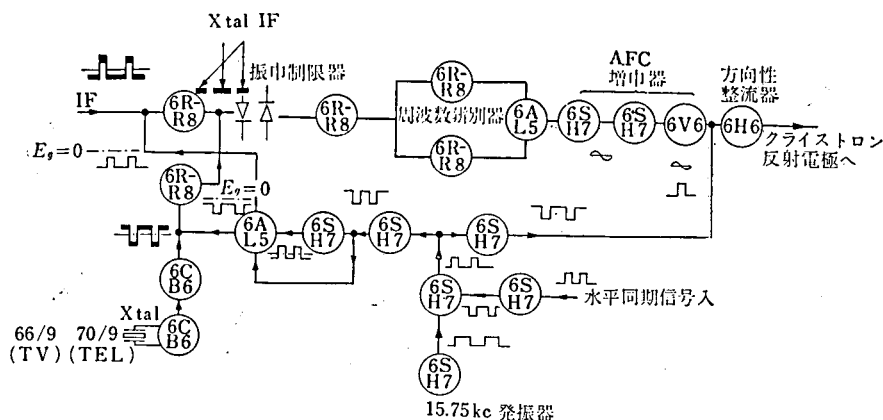 Xtal IF
振巾制限器
IF
6R-R8
6R-R8
6R-R8
周波数弁別器
6R-R8
6AL5
AFC
増巾器
6SH7
6SH7
6V6
方向性
整流器
6H6
クライストロン
反射電極へ
Eg=0
6R-R8
Eg=0
6AL5
6SH7
6SH7
6SH7
6CB6
Xtal
66/9 70/9
(TV) (TEL)
6CB6
6SH7
6SH7
水平同期信号入
6SH7
15.75kc 発振器